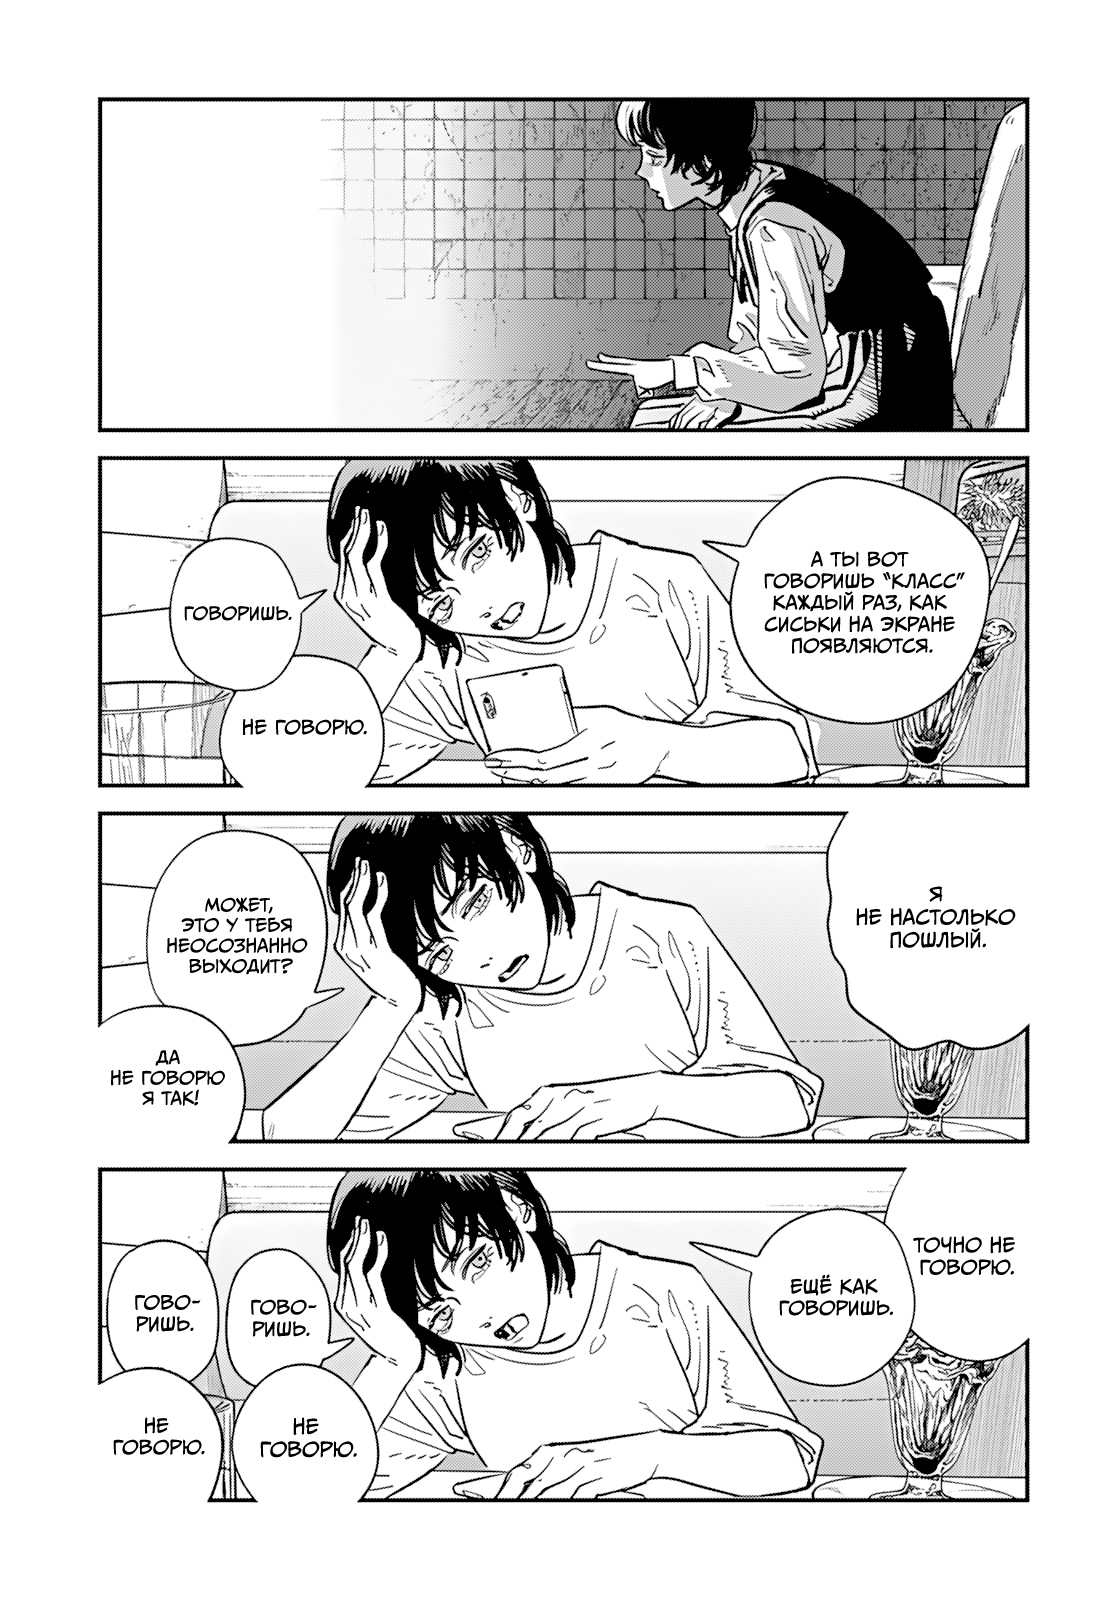 А ТЫ ВОТ
ГОВОРИШЬ “КЛАСС”
КАЖДЫЙ РАЗ, КАК
СИСЬКИ НА ЭКРАНЕ
ПОЯВЛЯЮТСЯ.
НЕ ГОВОРЮ.
ГОВОРИШЬ.
Я
НЕ НАСТОЛЬКО
ПОШЛЫЙ.
МОЖЕТ,
ЭТО У ТЕБЯ
НЕОСОЗНАННО
ВЫХОДИТ?
ДА
НЕ ГОВОРЮ
Я ТАК!
ТОЧНО НЕ
ГОВОРЮ.
ЕЩЁ КАК
ГОВОРИШЬ.
НЕ
ГОВОРЮ.
ГОВО-
РИШЬ.
НЕ
ГОВОРЮ.
ГОВО-
РИШЬ.